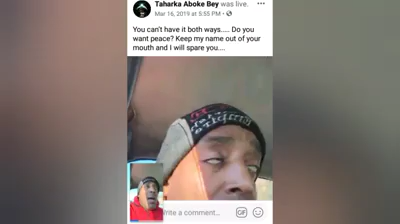 Taharka Aboke Bey was live.
Mar 16, 2019 at 5:55 PM •
You can't have it both ways.... Do you
want peace? Keep my name out of your
mouth and I will spare you....
Write a comment...
GIF